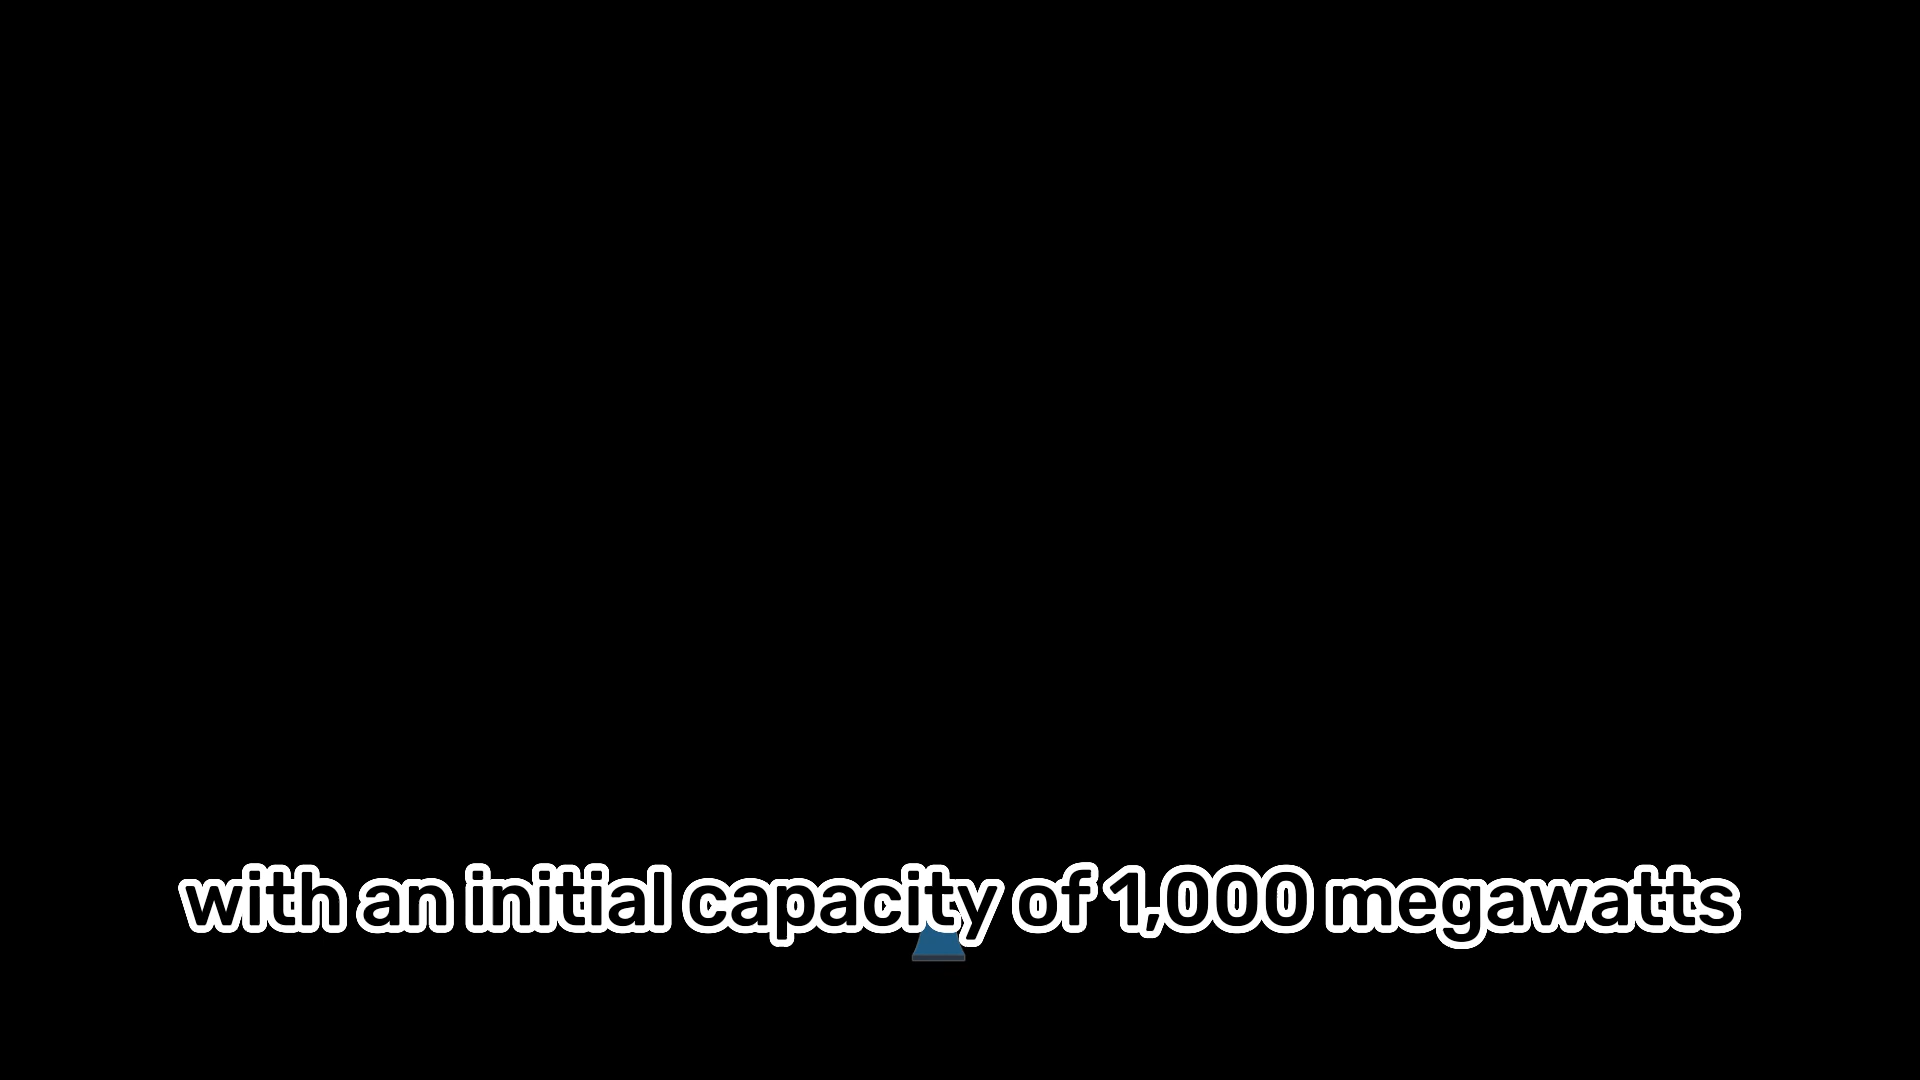 with an initial capacity of 1,000 megawatts